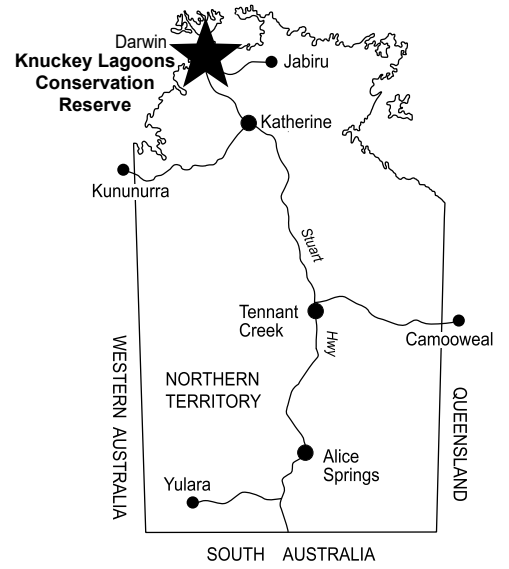 Darwin
Knuckey Lagoons
Conservation
Reserve
Jabiru
Katherine
Kununurra
Stuart
Tennant
Creek
Hwy
Camooweal
WESTERN AUSTRALIA
NORTHERN
TERRITORY
QUEENSLAND
Alice
Springs
Yulara
SOUTH AUSTRALIA